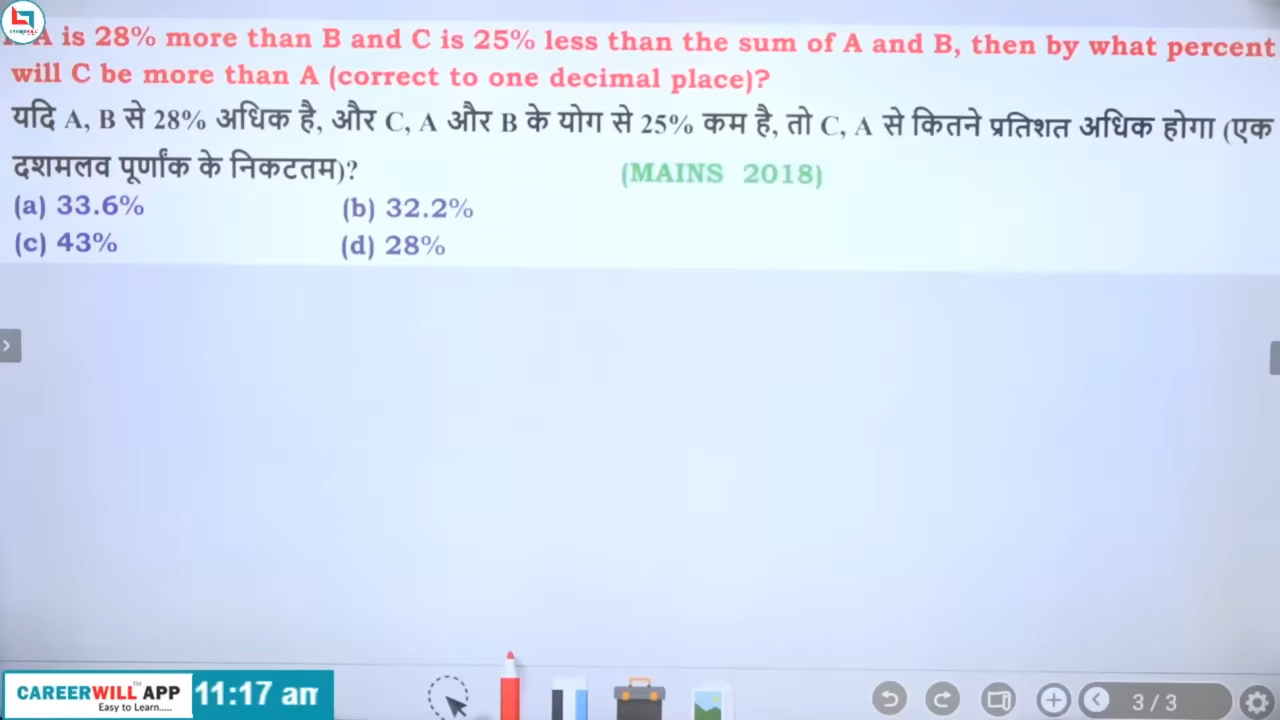 A is 28% more than B and C is 25% less than the sum of A and B, then by what percent
will C be more than A (correct to one decimal place)?
यदि A, B से 28% अधिक है, और C, A और B के योग से 25% कम है, तो C, A से कितने प्रतिशत अधिक होगा (एक
दशमलव पूर्णांक के निकटतम)?
(MAINS 2018)
(a) 33.6%
(b) 32.2%
(c) 43%
(d) 28%
3 / 3
CAREERWILL APP
Easy to Learn.....
11:17 am